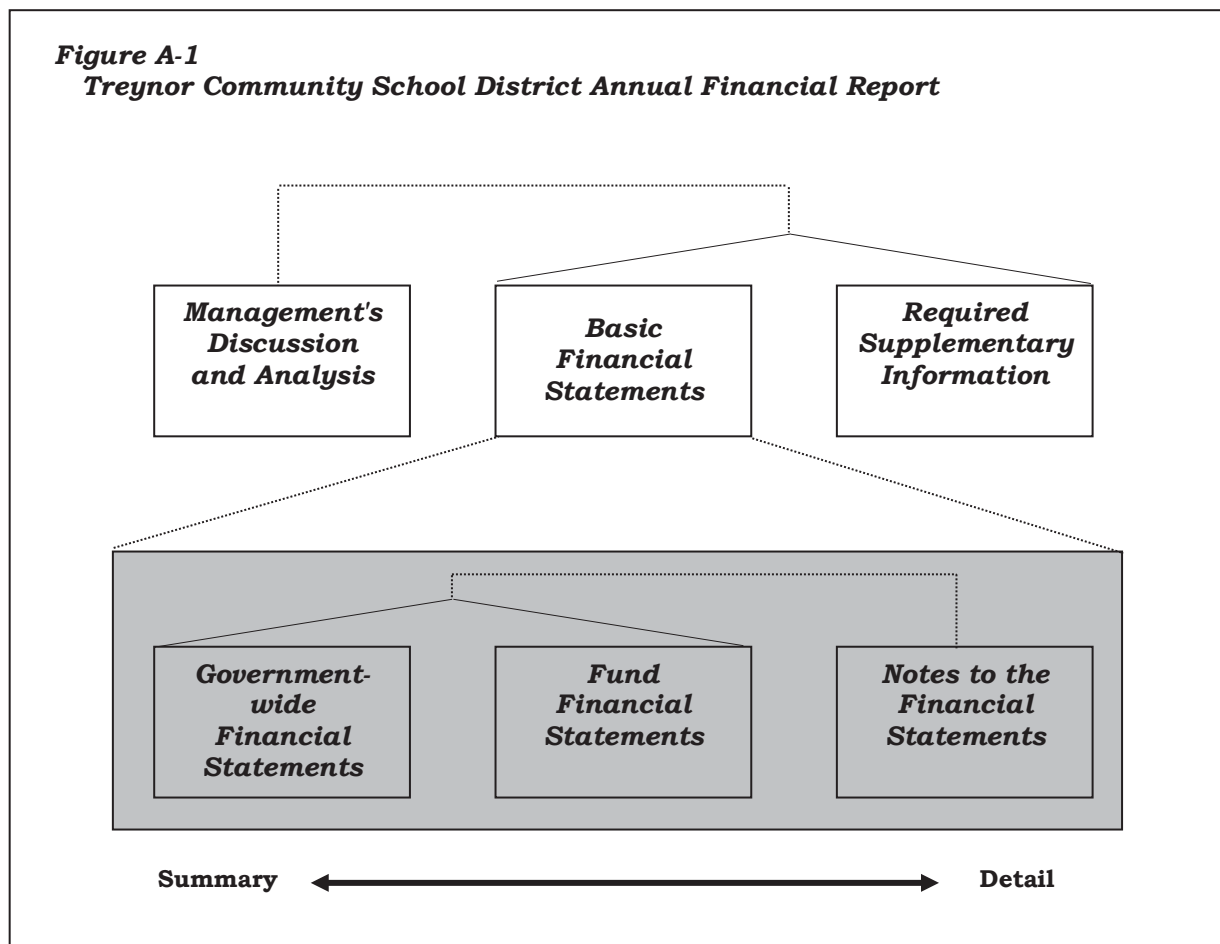 Figure A-1
Treynor Community School District Annual Financial Report
Management's
Discussion
and Analysis
Basic
Financial
Statements
Required
Supplementary
Information
Government-
wide
Financial
Statements
Fund
Financial
Statements
Notes to the
Financial
Statements
Summary
Detail